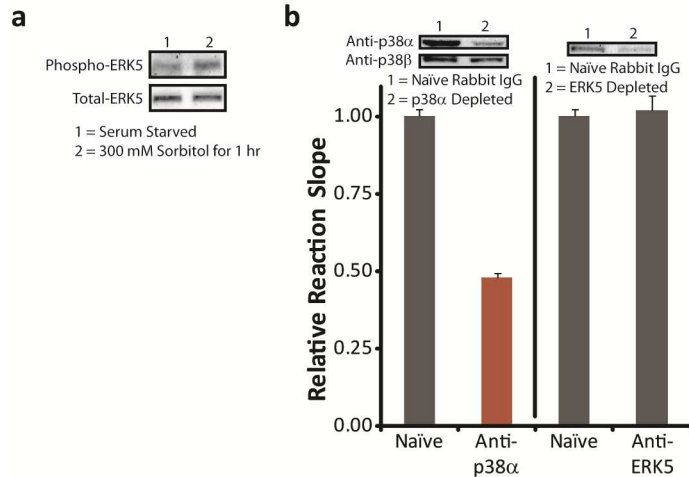 a
1 2
Phospho-ERK5
Total-ERK5
1 = Serum Starved
2 = 300 mM Sorbitol for 1 hr
b
1 2
Anti-p38α
Anti-p38β
1 = Naïve Rabbit IgG
2 = p38α Depleted
1 2
1 = Naïve Rabbit IgG
2 = ERK5 Depleted
Relative Reaction Slope
1.00
0.75
0.50
0.25
0.00
Naïve
Anti-
p38α
Naïve
Anti-
ERK5